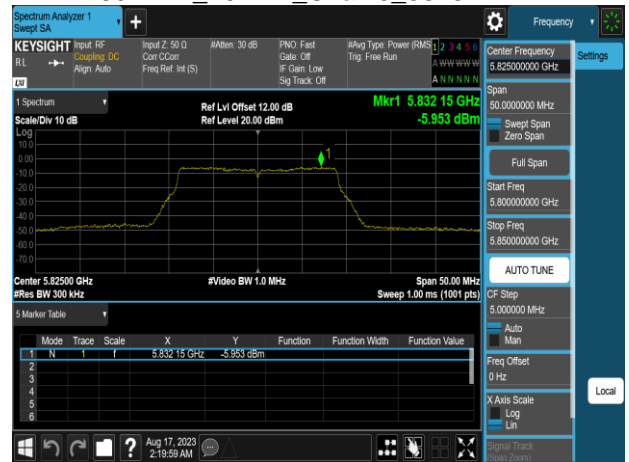 Spectrum Analyzer 1
Swept SA
+
Frequency
KEYSIGHT
RL
LXI
Input: RF
Coupling: DC
Align: Auto
Input Z: 50 Ω
Corr CCorr
Freq Ref: Int (S)
#Atten: 30 dB
PNO: Fast
Gate: Off
IF Gain: Low
Sig Track: Off
#Avg Type: Power (RMS
Trig: Free Run
1 2 3 4 5 6
A W W W W W
A N N N N N
1 Spectrum
Scale/Div 10 dB
Ref Lvl Offset 12.00 dB
Ref Level 20.00 dBm
Mkr1 5.832 15 GHz
-5.953 dBm
Log
10.0
0.00
-10.0
-20.0
-30.0
-40.0
-50.0
-60.0
-70.0
1
Center 5.82500 GHz
#Res BW 300 kHz
#Video BW 1.0 MHz
Span 50.00 MHz
Sweep 1.00 ms (1001 pts)
5 Marker Table
Mode Trace Scale X Y Function Function Width Function Value
1 N 1 f 5.832 15 GHz -5.953 dBm
2
3
4
5
6
Aug 17, 2023
2:19:59 AM
Center Frequency
5.825000000 GHz
Span
50.0000000 MHz
Swept Span
Zero Span
Full Span
Start Freq
5.800000000 GHz
Stop Freq
5.850000000 GHz
AUTO TUNE
CF Step
5.000000 MHz
Auto
Man
Freq Offset
0 Hz
X Axis Scale
Log
Lin
Signal Track
(Span Zoom)
Settings
Local